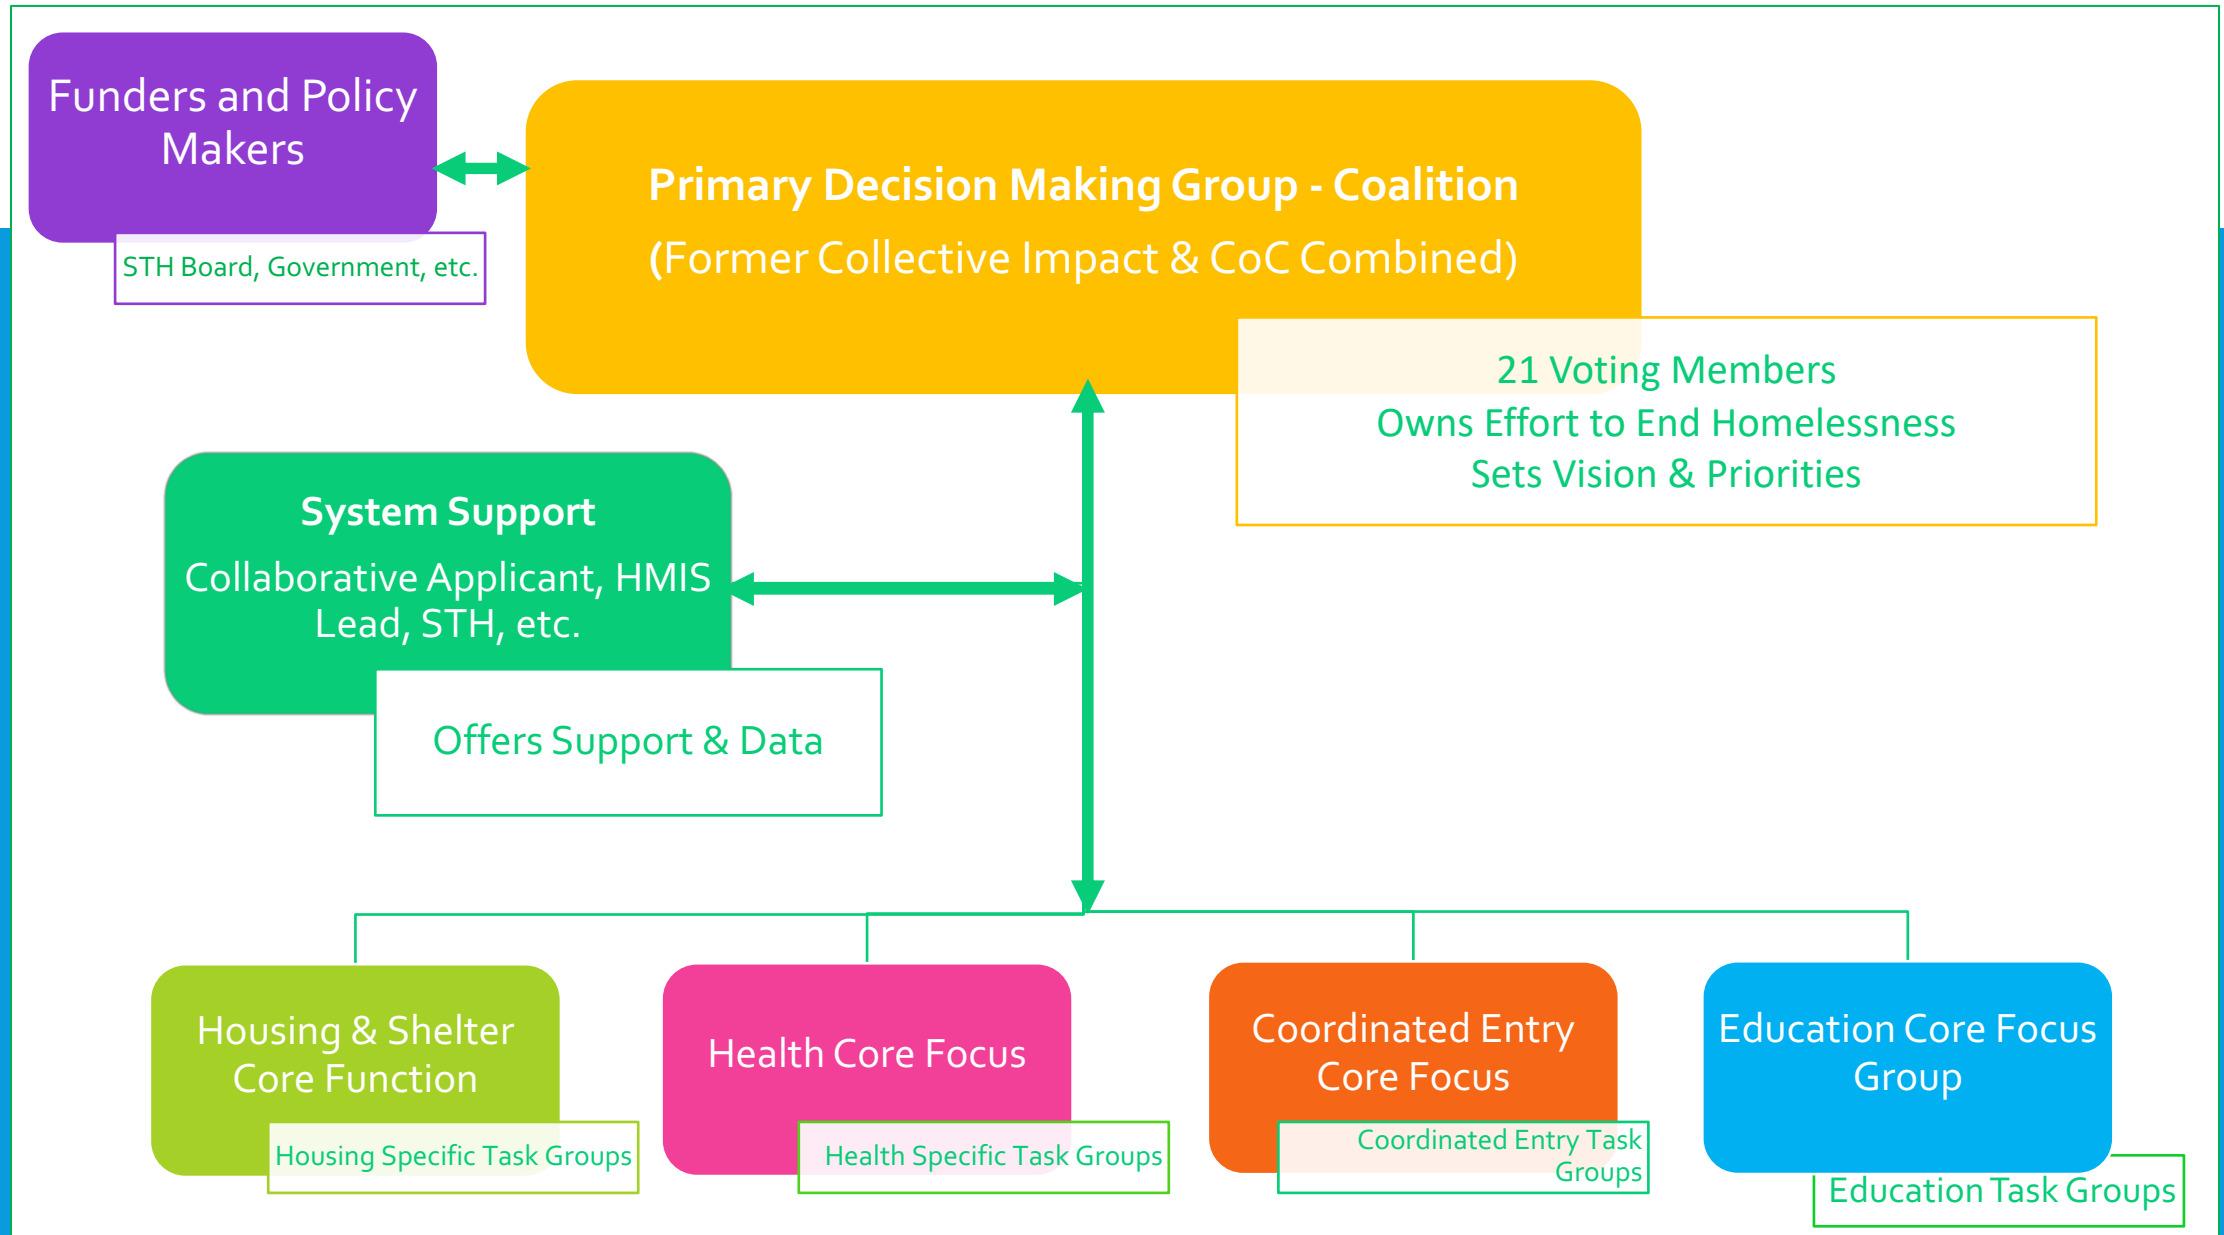 Funders and Policy
Makers
STH Board, Government, etc.
Primary Decision Making Group - Coalition
(Former Collective Impact & CoC Combined)
21 Voting Members
Owns Effort to End Homelessness
Sets Vision & Priorities
System Support
Collaborative Applicant, HMIS
Lead, STH, etc.
Offers Support & Data
Housing & Shelter
Core Function
Housing Specific Task Groups
Health Core Focus
Health Specific Task Groups
Coordinated Entry
Core Focus
Coordinated Entry Task
Groups
Education Core Focus
Group
Education Task Groups